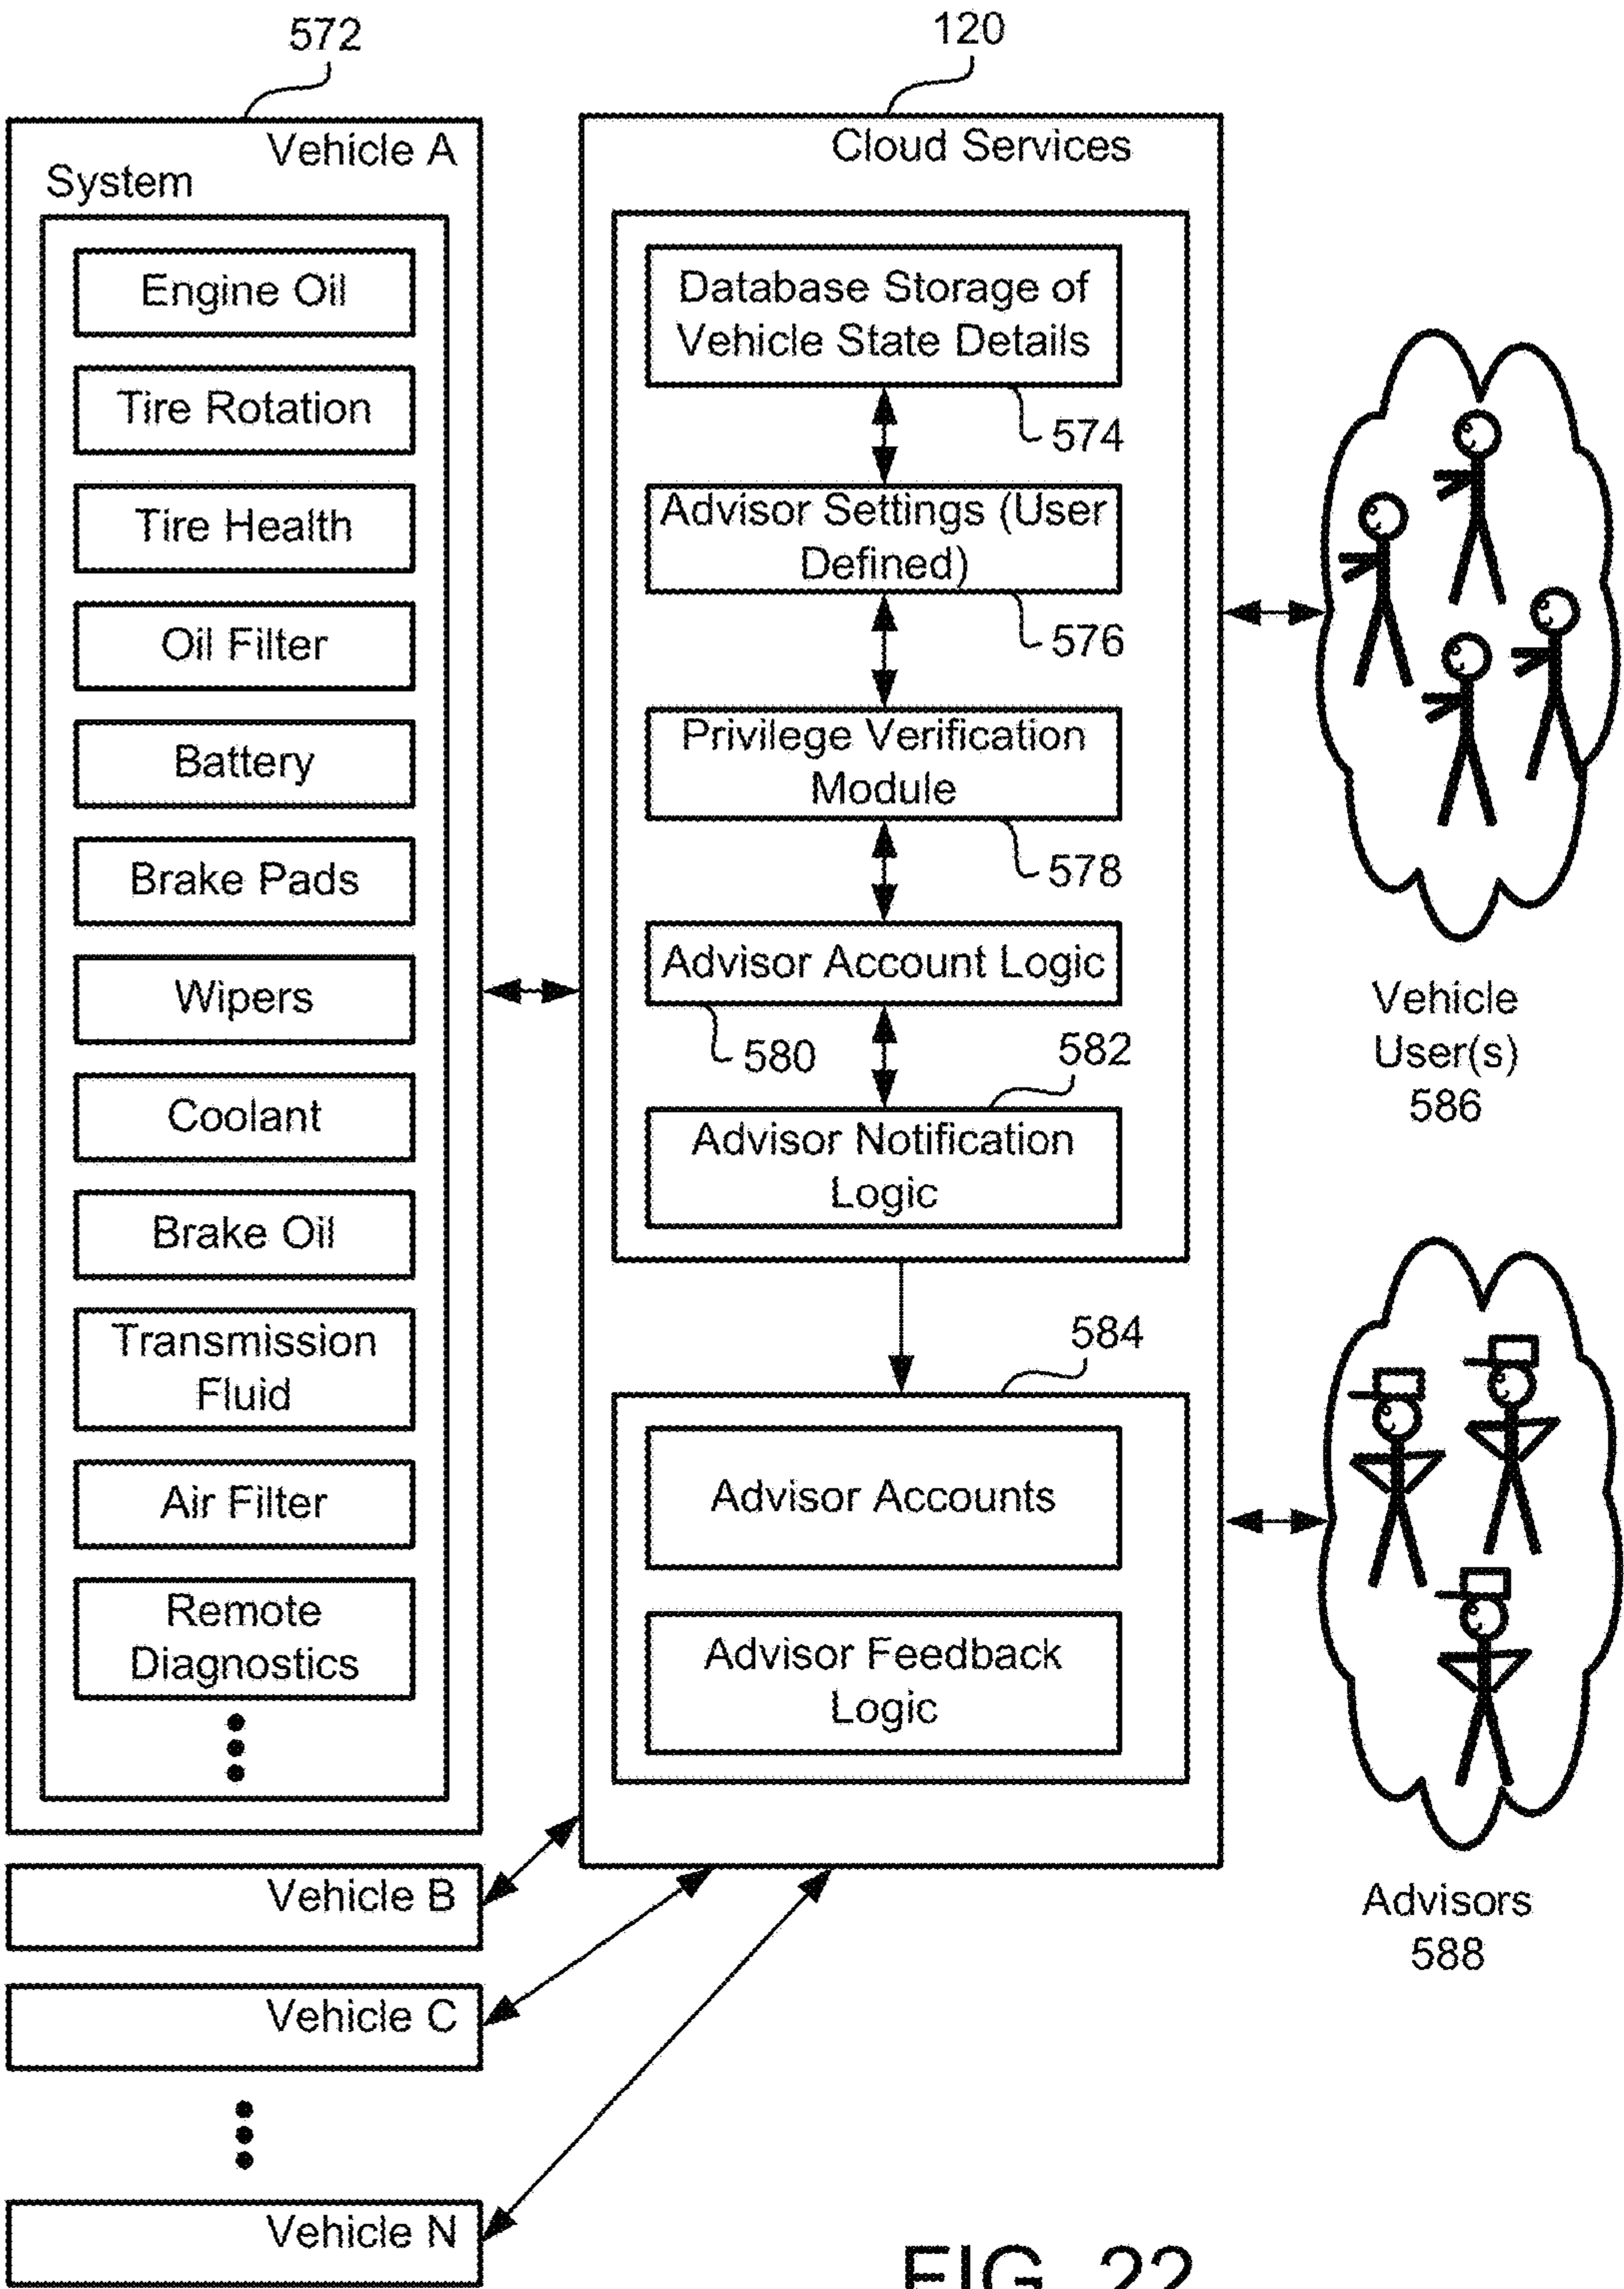 572
Vehicle A
System
Engine Oil
Tire Rotation
Tire Health
Oil Filter
Battery
Brake Pads
Wipers
Coolant
Brake Oil
Transmission
Fluid
Air Filter
Remote
Diagnostics
Vehicle B
Vehicle C
Vehicle N
120
Cloud Services
Database Storage of
Vehicle State Details
574
Advisor Settings (User
Defined)
576
Privilege Verification
Module
578
Advisor Account Logic
580
582
Advisor Notification
Logic
584
Advisor Accounts
Advisor Feedback
Logic
Vehicle
User(s)
586
Advisors
588
FIG. 22